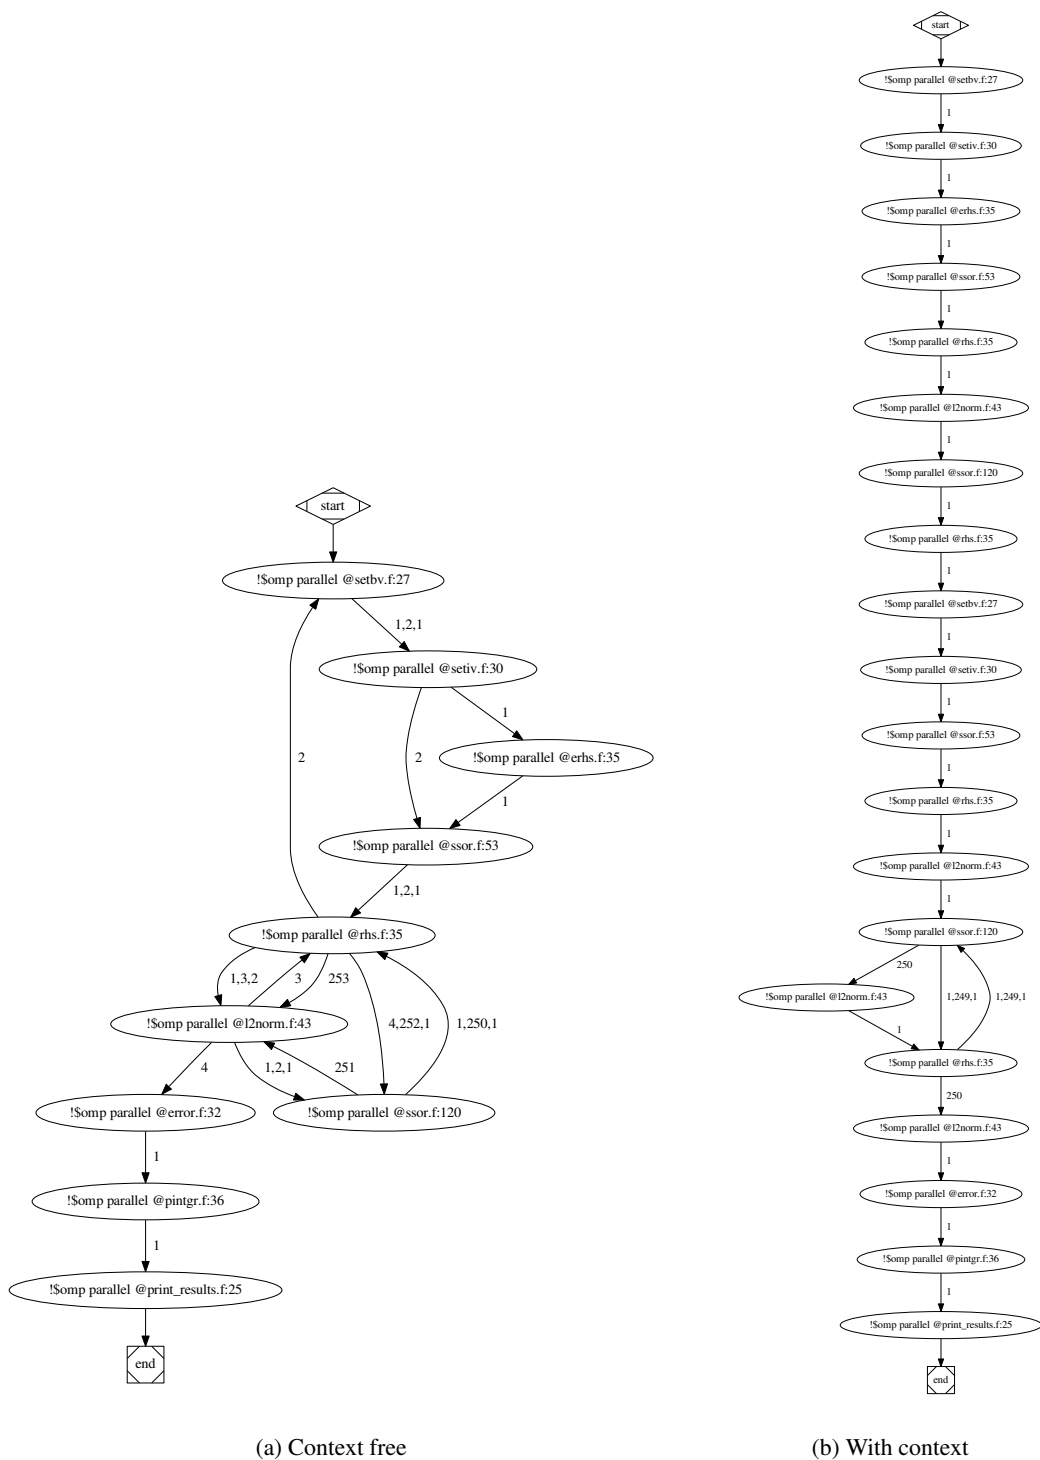 start
!$omp parallel @setbv.f:27
1,2,1
!$omp parallel @setiv.f:30
1
2
2
!$omp parallel @erhs.f:35
1
!$omp parallel @ssor.f:53
1,2,1
!$omp parallel @rhs.f:35
1,3,2
3
253
4,252,1
1,250,1
!$omp parallel @l2norm.f:43
4
1,2,1
251
!$omp parallel @error.f:32
!$omp parallel @ssor.f:120
1
!$omp parallel @pintgr.f:36
1
!$omp parallel @print_results.f:25
end
(a) Context free
start
!$omp parallel @setbv.f:27
1
!$omp parallel @setiv.f:30
1
!$omp parallel @erhs.f:35
1
!$omp parallel @ssor.f:53
1
!$omp parallel @rhs.f:35
1
!$omp parallel @l2norm.f:43
1
!$omp parallel @ssor.f:120
1
!$omp parallel @rhs.f:35
1
!$omp parallel @setbv.f:27
1
!$omp parallel @setiv.f:30
1
!$omp parallel @ssor.f:53
1
!$omp parallel @rhs.f:35
1
!$omp parallel @l2norm.f:43
1
!$omp parallel @ssor.f:120
250
!$omp parallel @l2norm.f:43
1,249,1
1,249,1
1
!$omp parallel @rhs.f:35
250
!$omp parallel @l2norm.f:43
1
!$omp parallel @error.f:32
1
!$omp parallel @pintgr.f:36
1
!$omp parallel @print_results.f:25
end
(b) With context